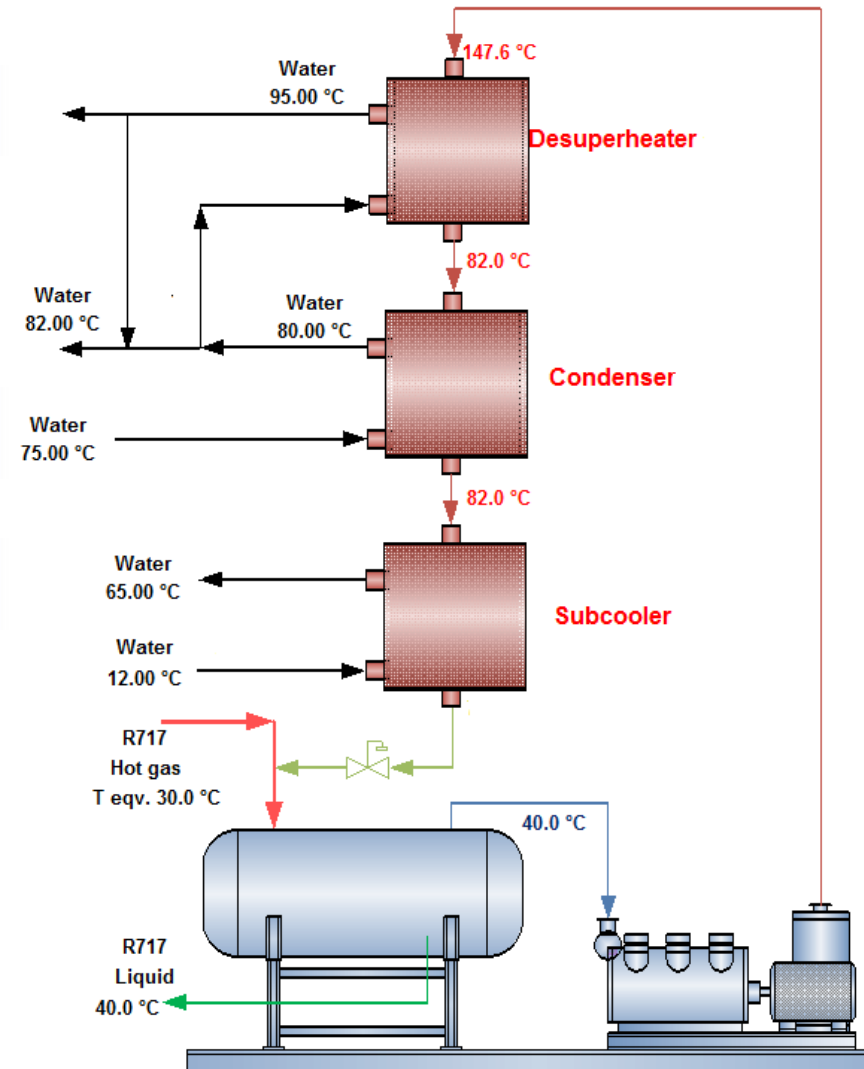 147.6 °C
Water
95.00 °C
Desuperheater
82.0 °C
Water
82.00 °C
Water
80.00 °C
Condenser
Water
75.00 °C
82.0 °C
Water
65.00 °C
Subcooler
Water
12.00 °C
R717
Hot gas
T eqv. 30.0 °C
40.0 °C
R717
Liquid
40.0 °C